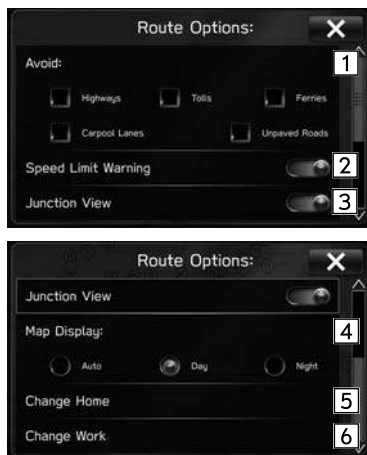 Route Options:
Avoid:
1
Highways Tolls Ferries
Carpool Lanes Unpaved Roads
Speed Limit Warning 2
Junction View 3
Route Options:
Junction View
Map Display: 4
Auto Day Night
Change Home 5
Change Work 6